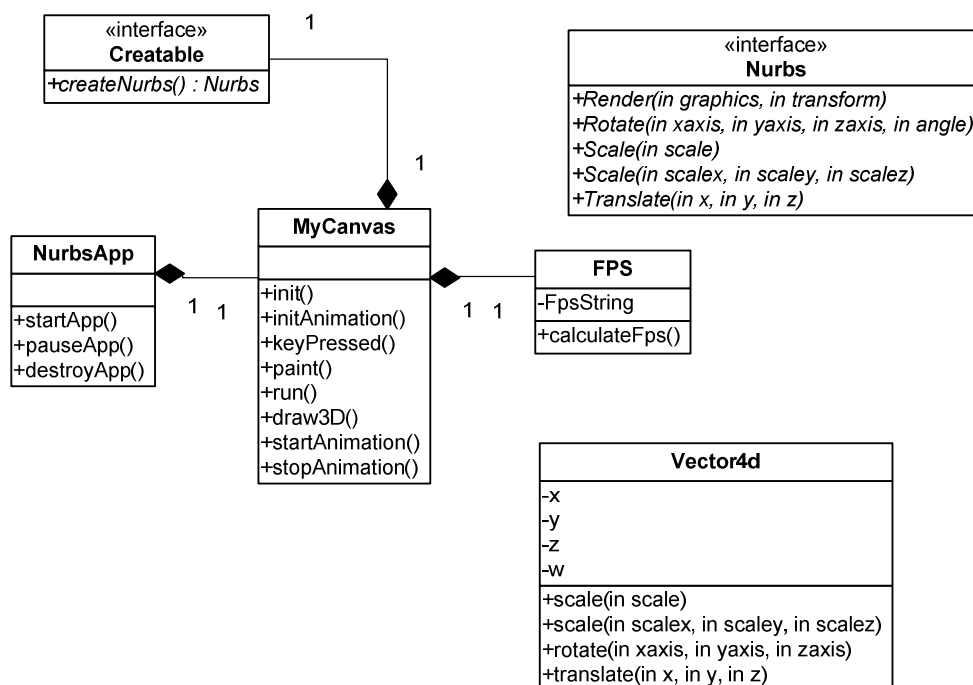 1
«interface»
Creatable
+createNurbs() : Nurbs
«interface»
Nurbs
+Render(in graphics, in transform)
+Rotate(in xaxis, in yaxis, in zaxis, in angle)
+Scale(in scale)
+Scale(in scalex, in scaley, in scalez)
+Translate(in x, in y, in z)
1
NurbsApp
+startApp()
+pauseApp()
+destroyApp()
1 1
MyCanvas
+init()
+initAnimation()
+keyPressed()
+paint()
+run()
+draw3D()
+startAnimation()
+stopAnimation()
1 1
FPS
-FpsString
+calculateFps()
Vector4d
-x
-y
-z
-w
+scale(in scale)
+scale(in scalex, in scaley, in scalez)
+rotate(in xaxis, in yaxis, in zaxis)
+translate(in x, in y, in z)